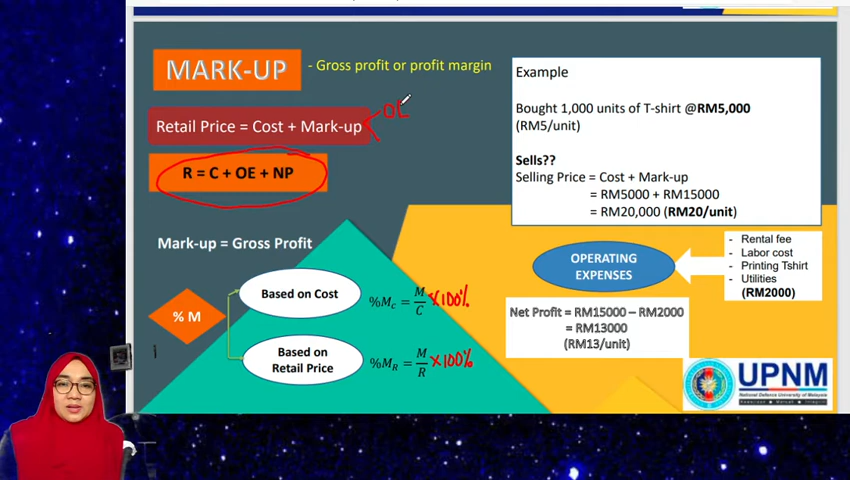 MARK-UP
- Gross profit or profit margin
Retail Price = Cost + Mark-up
OE
R = C + OE + NP
Mark-up = Gross Profit
% M
Based on Cost
%M_C = M/C ×100%
Based on
Retail Price
%M_R = M/R ×100%
Example
Bought 1,000 units of T-shirt @RM5,000
(RM5/unit)
Sells??
Selling Price = Cost + Mark-up
= RM5000 + RM15000
= RM20,000 (RM20/unit)
OPERATING
EXPENSES
- Rental fee
- Labor cost
- Printing Tshirt
- Utilities
(RM2000)
Net Profit = RM15000 – RM2000
= RM13000
(RM13/unit)
UPNM
National Defence University of Malaysia